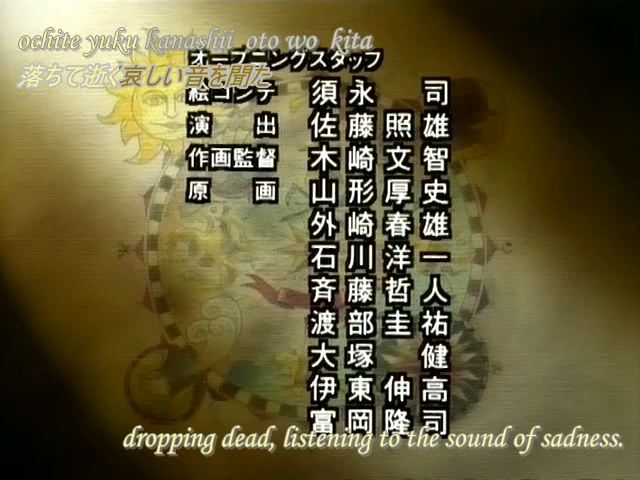 ochite yuku kanashii oto wo kita
落ちて逝く哀しい音を聞た
オープニングスタッフ
絵コンテ 須永 司
演出 佐藤照雄
作画監督 木崎文智
原画 山形厚史
外崎春雄
石川洋一
斉藤哲人
渡部圭祐
大塚 健
伊東伸高
富岡隆司
dropping dead, listening to the sound of sadness.